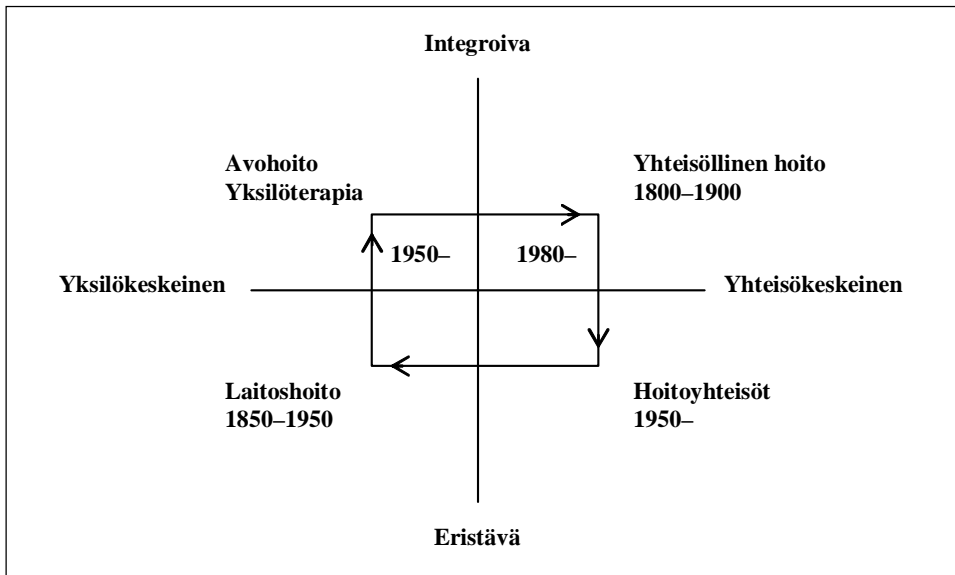 Integroiva
Avohoito
Yksilöterapia
Yhteisöllinen hoito
1800–1900
1950–
1980–
Yksilökeskeinen
Yhteisökeskeinen
Laitoshoito
1850–1950
Hoitoyhteisöt
1950–
Eristävä